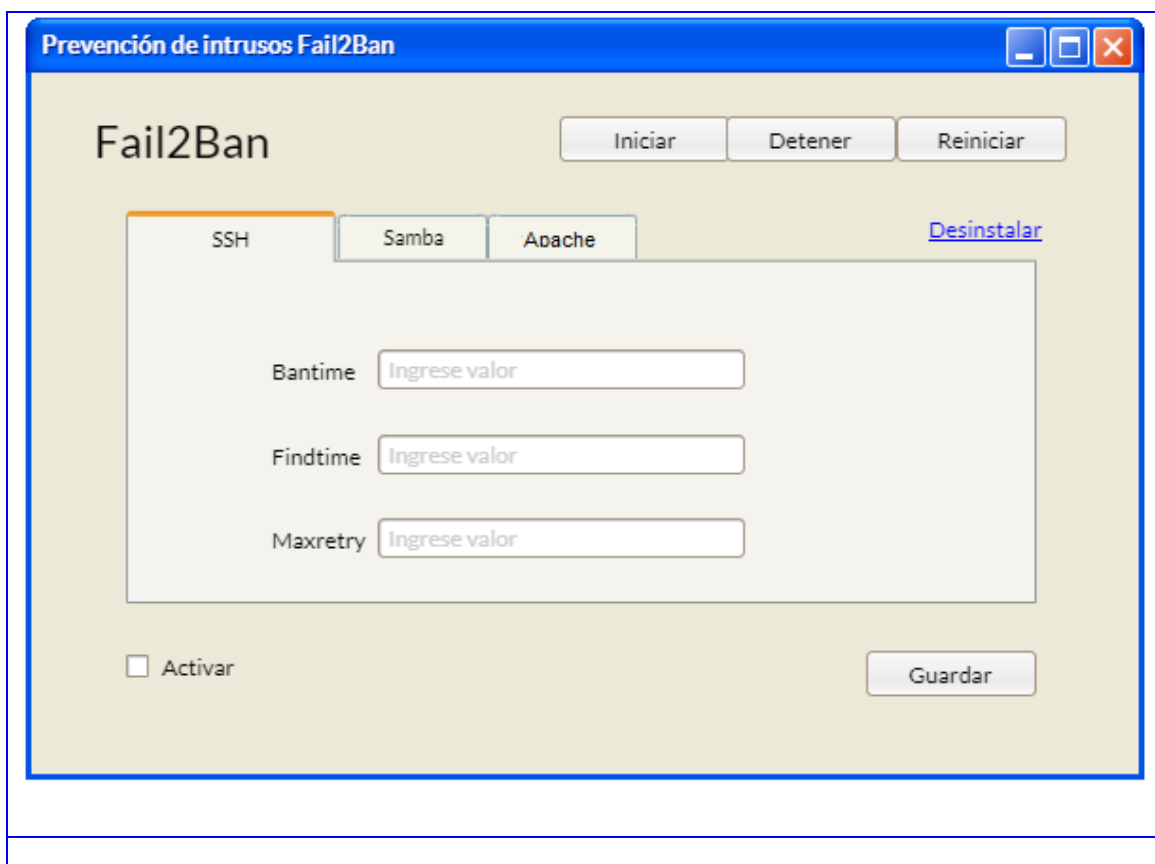 Prevención de intrusos Fail2Ban
Fail2Ban
Iniciar Detener Reiniciar
SSH Samba Apache
Desinstalar
Bantime Ingrese valor
Findtime Ingrese valor
Maxretry Ingrese valor
Activar
Guardar